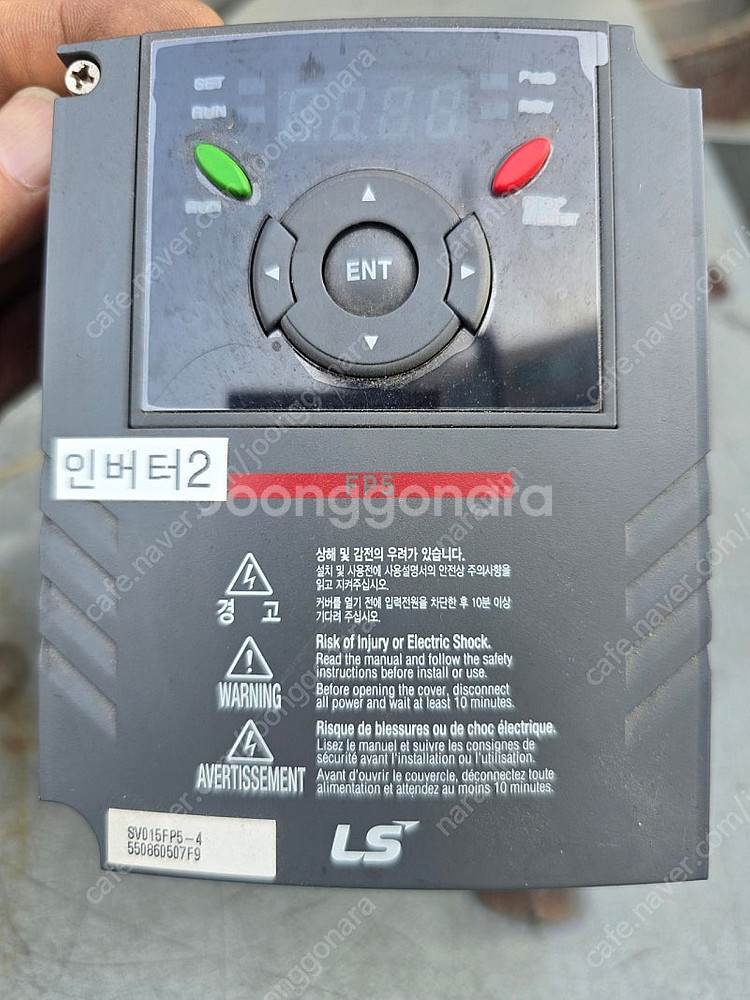 SET
RUN
RUN
ENT
인버터2
FP5
Joonggonara
상해 및 감전의 우려가 있습니다.
설치 및 사용전에 사용설명서의 안전상 주의사항을
읽고 지켜주십시오.
커버를 열기 전에 입력전원을 차단한 후 10분 이상
기다려 주십시오.
경 고
Risk of Injury or Electric Shock.
Read the manual and follow the safety
instructions before install or use.
Before opening the cover, disconnect
all power and wait at least 10 minutes.
WARNING
Risque de blessures ou de choc électrique.
Lisez le manuel et suivre les consignes de
sécurité avant l'installation ou l'utilisation.
Avant d'ouvrir le couvercle, déconnectez toute
alimentation et attendez au moins 10 minutes.
AVERTISSEMENT
SV015FP5-4
550860507F9
LS
cafe.naver.com/joonggonara